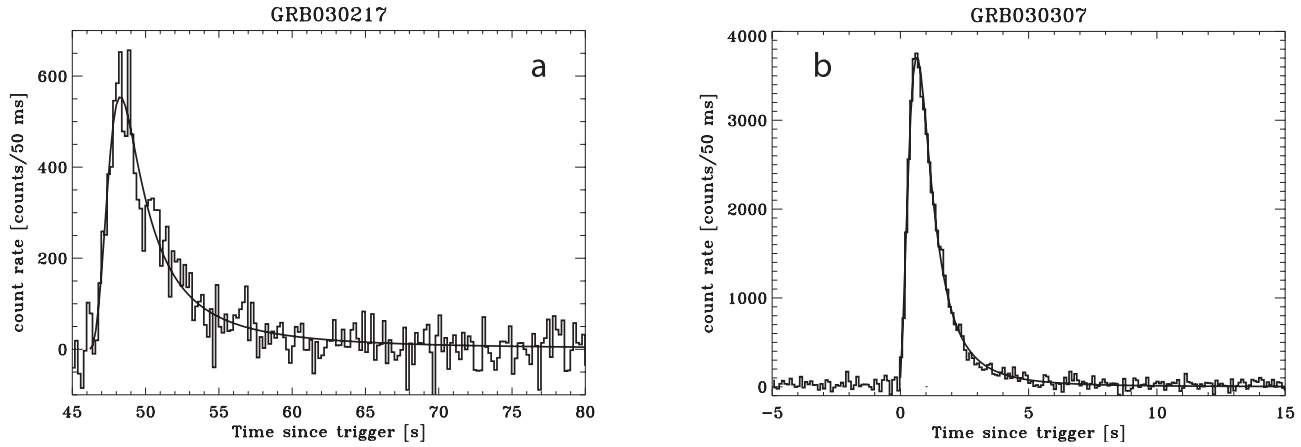 GRB030217
a
count rate [counts/50 ms]
600
400
200
0
45 50 55 60 65 70 75 80
Time since trigger [s]
GRB030307
b
count rate [counts/50 ms]
4000
3000
2000
1000
0
-5 0 5 10 15
Time since trigger [s]